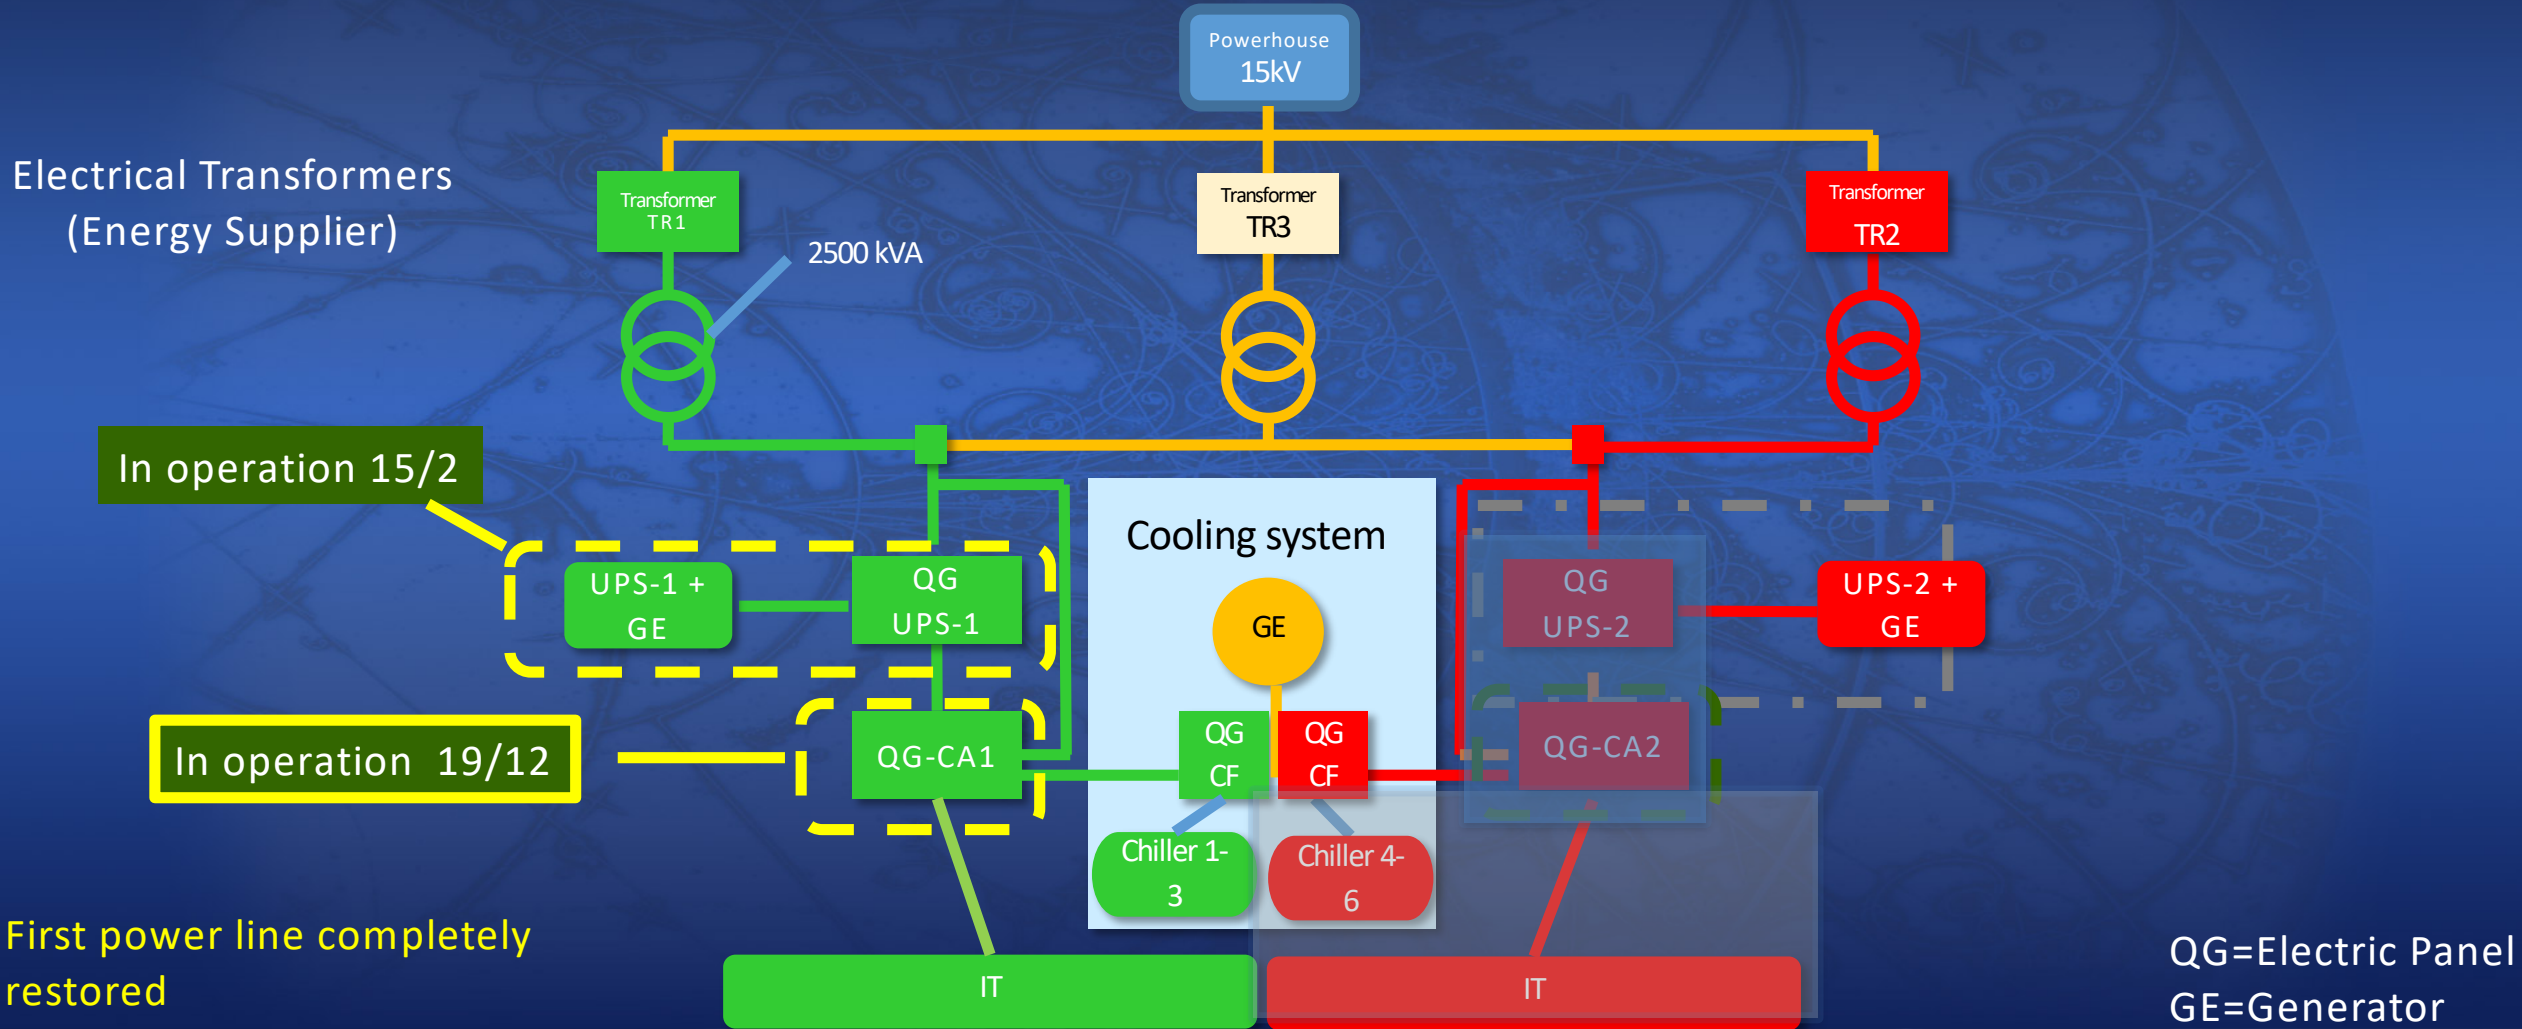 Powerhouse
15kV
Electrical Transformers
(Energy Supplier)
Transformer
TR1
Transformer
TR3
Transformer
TR2
2500 kVA
In operation 15/2
Cooling system
UPS-1 +
GE
QG
UPS-1
GE
QG
UPS-2
UPS-2 +
GE
In operation 19/12
QG-CA1
QG
CF
QG
CF
QG-CA2
Chiller 1-
3
Chiller 4-
6
First power line completely
restored
IT
IT
QG=Electric Panel
GE=Generator